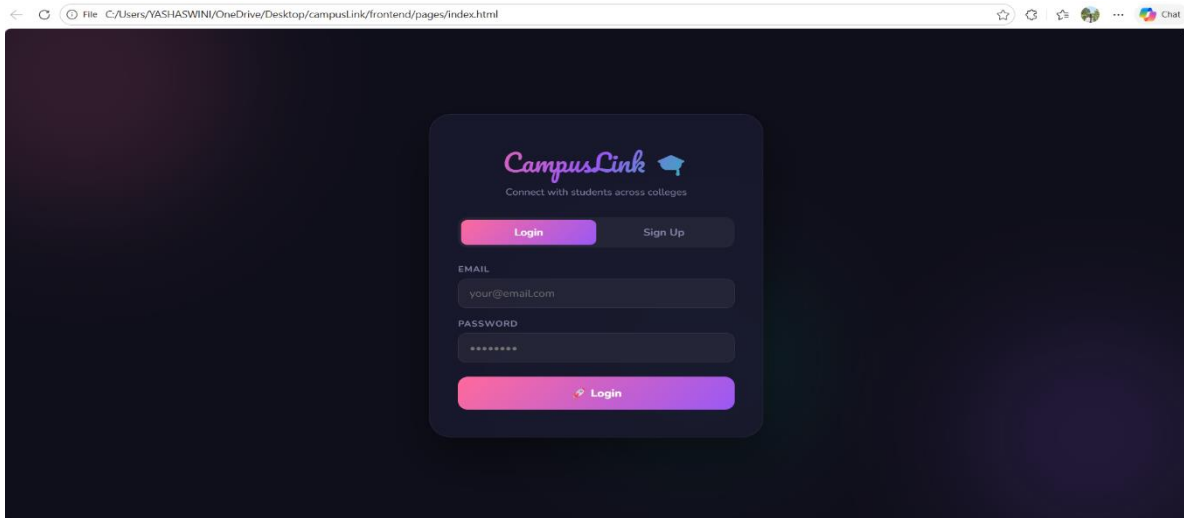 File C:/Users/YASHASWINI/OneDrive/Desktop/campusLink/frontend/pages/index.html
Chat
CampusLink
Connect with students across colleges
Login Sign Up
EMAIL
your@email.com
PASSWORD
••••••••
Login